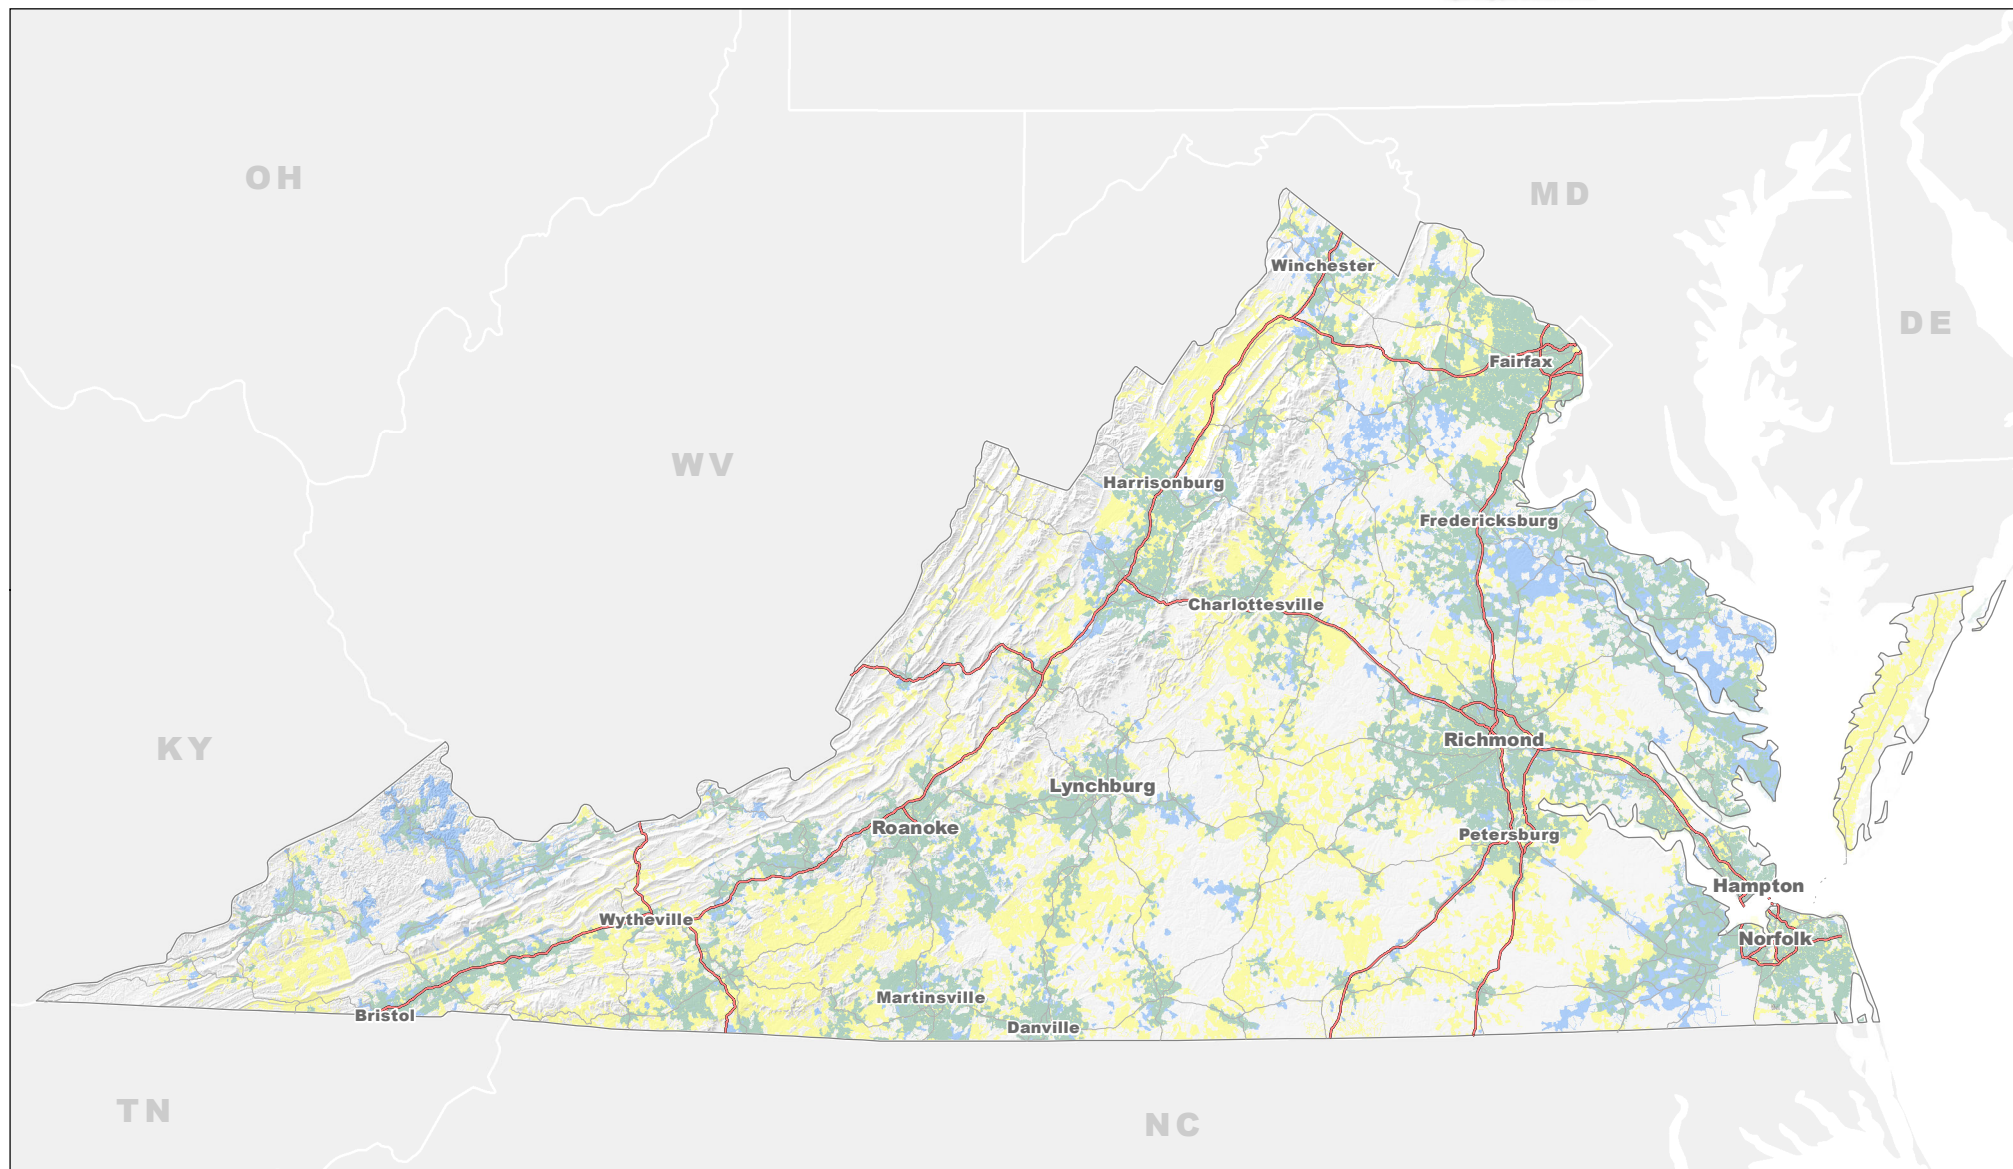 OH
MD
Winchester
DE
Fairfax
WV
Harrisonburg
Fredericksburg
Charlottesville
KY
Richmond
Lynchburg
Roanoke
Petersburg
Hampton
Wytheville
Norfolk
Martinsville
Bristol
Danville
TN
NC